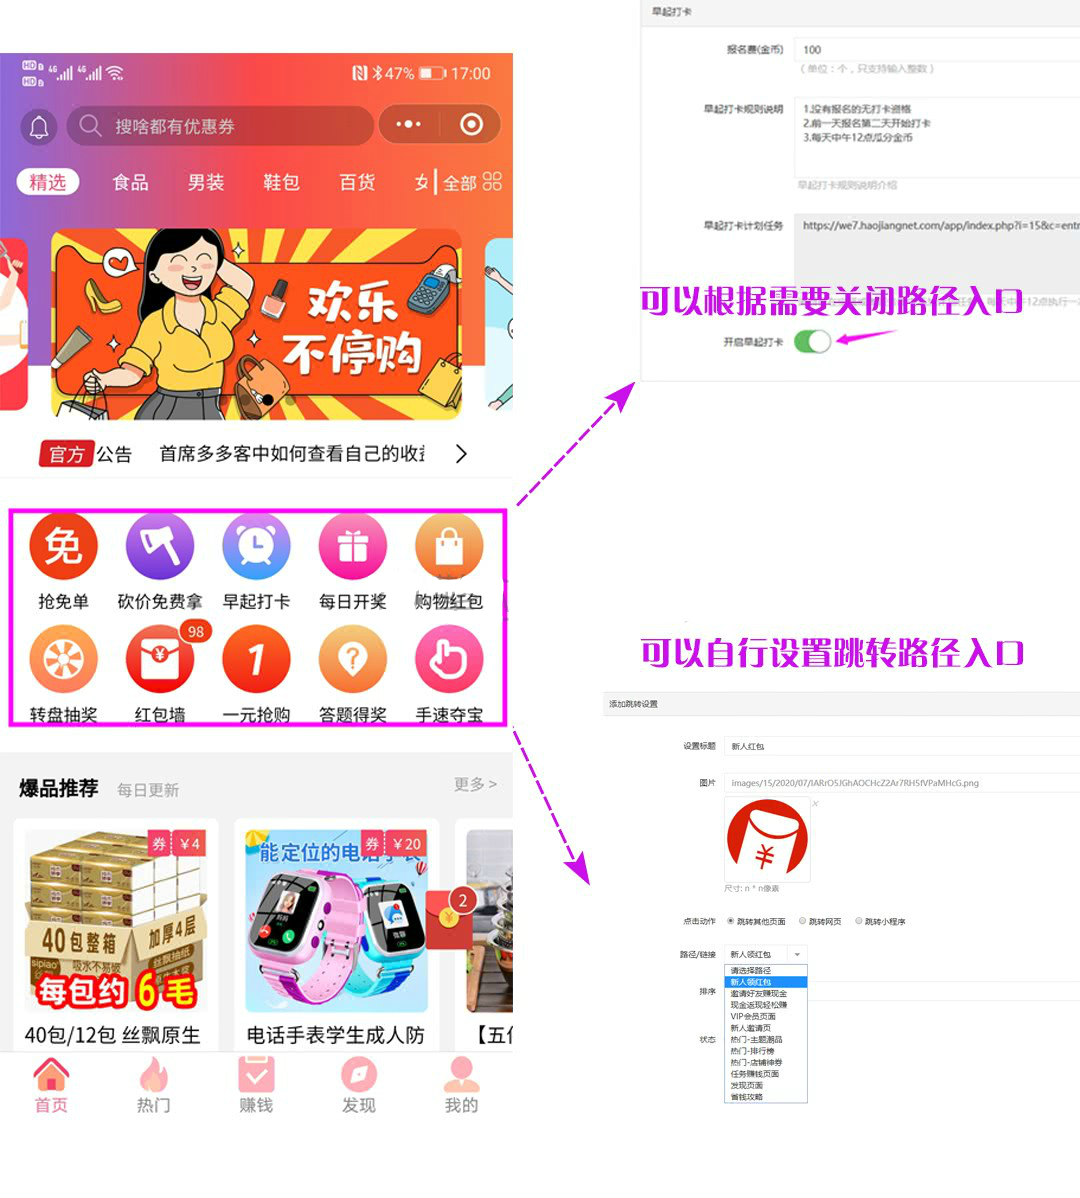 HD 4G 4G 47% 17:00
HD
搜啥都有优惠券
精选 食品 男装 鞋包 百货 全部
欢乐
不停购
官方 公告 首席多多客中如何查看自己的收
免
抢免单 砍价免费拿 早起打卡 每日开奖 购物红包
98
1
转盘抽奖 红包墙 一元抢购 答题得奖 手速夺宝
爆品推荐 每日更新 更多 >
券 ¥4
40包整箱
加厚4层
sipiao
吸水不易破
丝飘抽纸
每包约6毛
40包/12包 丝飘原生
券 ¥20
能定位的电话手表
2
电话手表学生成人防
【五
首页 热门 赚钱 发现 我的
早起打卡
报名费(金币) 100
(单位:个,只支持输入整数)
早起打卡规则说明 1.没有报名的无打卡资格
2.前一天报名第二天开始打卡
3.每天中午12点瓜分金币
早起打卡规则说明介绍
早起打卡计划任务 https://we7.haojiangnet.com/app/index.php?i=15&c=entr
可以根据需要关闭路径入口
开启早起打卡
可以自行设置跳转路径入口
添加跳转设置
设置标题 新人红包
图片 images/15/2020/07/IARrO5JGhAOCHcZ2Ar7RH5IVPaMHcG.png
¥
x
尺寸: n * n像素
点击动作 跳转其他页面 跳转网页 跳转小程序
路径/链接 新人领红包
请选择路径
新人领红包
排序
邀请好友赚现金
现金返现轻松赚
VIP会员页面
新人邀请页
状态
热门-主题潮品
热门-排行榜
热门-店铺神券
任务赚钱页面
发现页面
省钱攻略